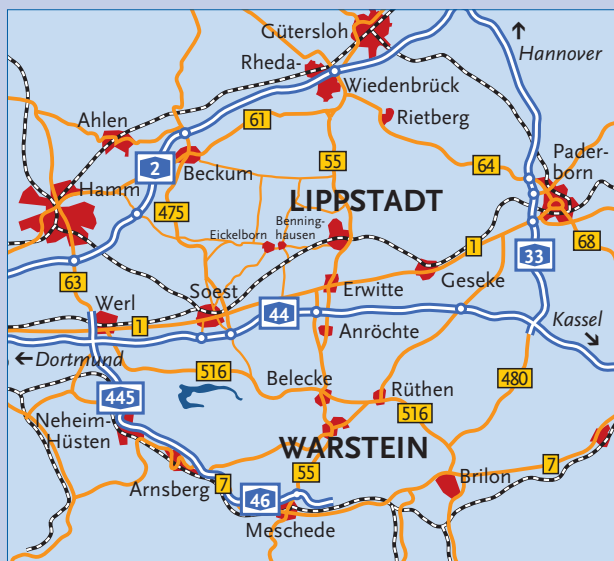 Gütersloh
Hannover
Rheda-
Wiedenbrück
Rietberg
Ahlen
61
2
55
64
Pader-
born
Beckum
Hamm
LIPPSTADT
475
Eickelborn
Benning-
hausen
1
68
33
63
Geseke
Werl
Soest
44
Erwitte
1
Anröchte
Kassel
Dortmund
516
480
445
Belecke
Rüthen
Neheim-
Hüsten
516
WARSTEIN
55
7
Arnsberg
7
46
Brilon
Meschede